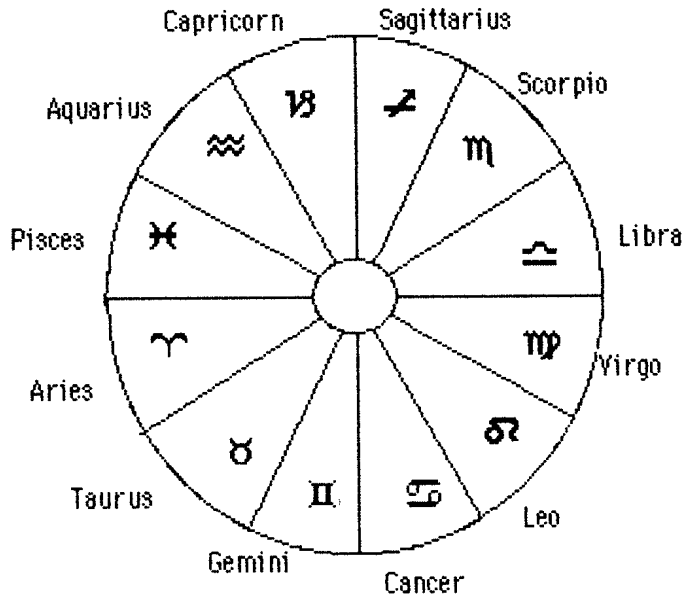 Capricorn
Sagittarius
Scorpio
Aquarius
Pisces
Libra
Virgo
Aries
Taurus
Leo
Gemini
Cancer